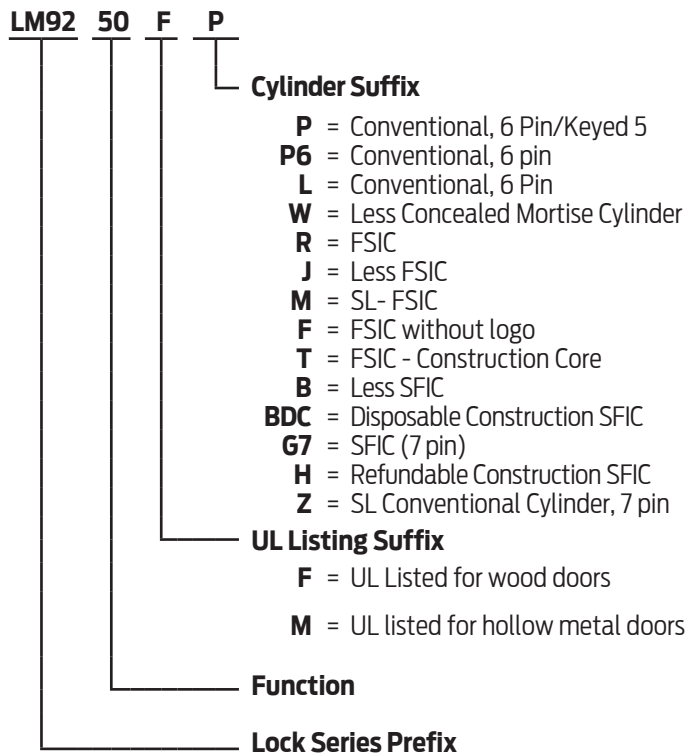 LM92 50 F P
Cylinder Suffix
P = Conventional, 6 Pin/Keyed 5
P6 = Conventional, 6 pin
L = Conventional, 6 Pin
W = Less Concealed Mortise Cylinder
R = FSIC
J = Less FSIC
M = SL- FSIC
F = FSIC without logo
T = FSIC - Construction Core
B = Less SFIC
BDC = Disposable Construction SFIC
G7 = SFIC (7 pin)
H = Refundable Construction SFIC
Z = SL Conventional Cylinder, 7 pin
UL Listing Suffix
F = UL Listed for wood doors
M = UL listed for hollow metal doors
Function
Lock Series Prefix